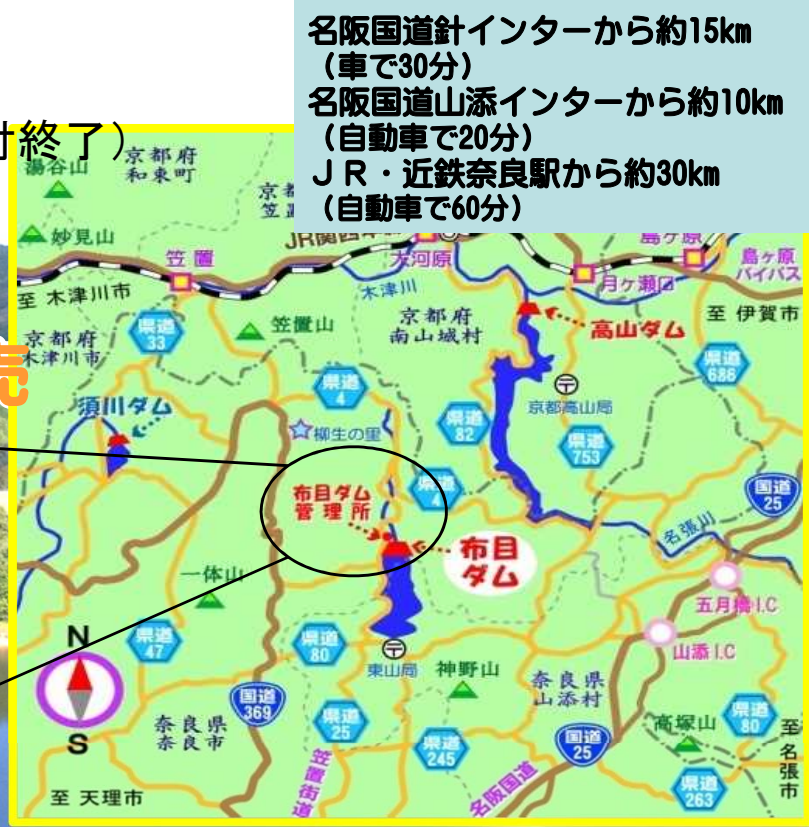 名阪国道針インターから約15km
（車で30分）
名阪国道山添インターから約10km
（自動車で20分）
ＪＲ・近鉄奈良駅から約30km
（自動車で60分）
付終了）
湯谷山
京都府
和束町
京都
笠置
妙見山
笠置
JR関西本
大河原
島ヶ原
月ヶ瀬口
島ヶ原
バイパス
至 木津川市
木津川
京都府
木津川市
県道
33
笠置山
京都府
南山城村
高山ダム
至 伊賀市
売
県道
4
県道
686
須川ダム
京都高山局
柳生の里
県道
82
県道
753
布目ダム
管理所
県道
4
国道
25
布目
ダム
名張川
一体山
五月橋I.C
N
S
県道
47
県道
80
東山局
神野山
山添I.C
奈良県
山添村
国道
369
奈良県
奈良市
県道
25
県道
245
国道
25
高塚山
県道
80
至名張市
至 天理市
笠置街道
名阪国道
県道
263